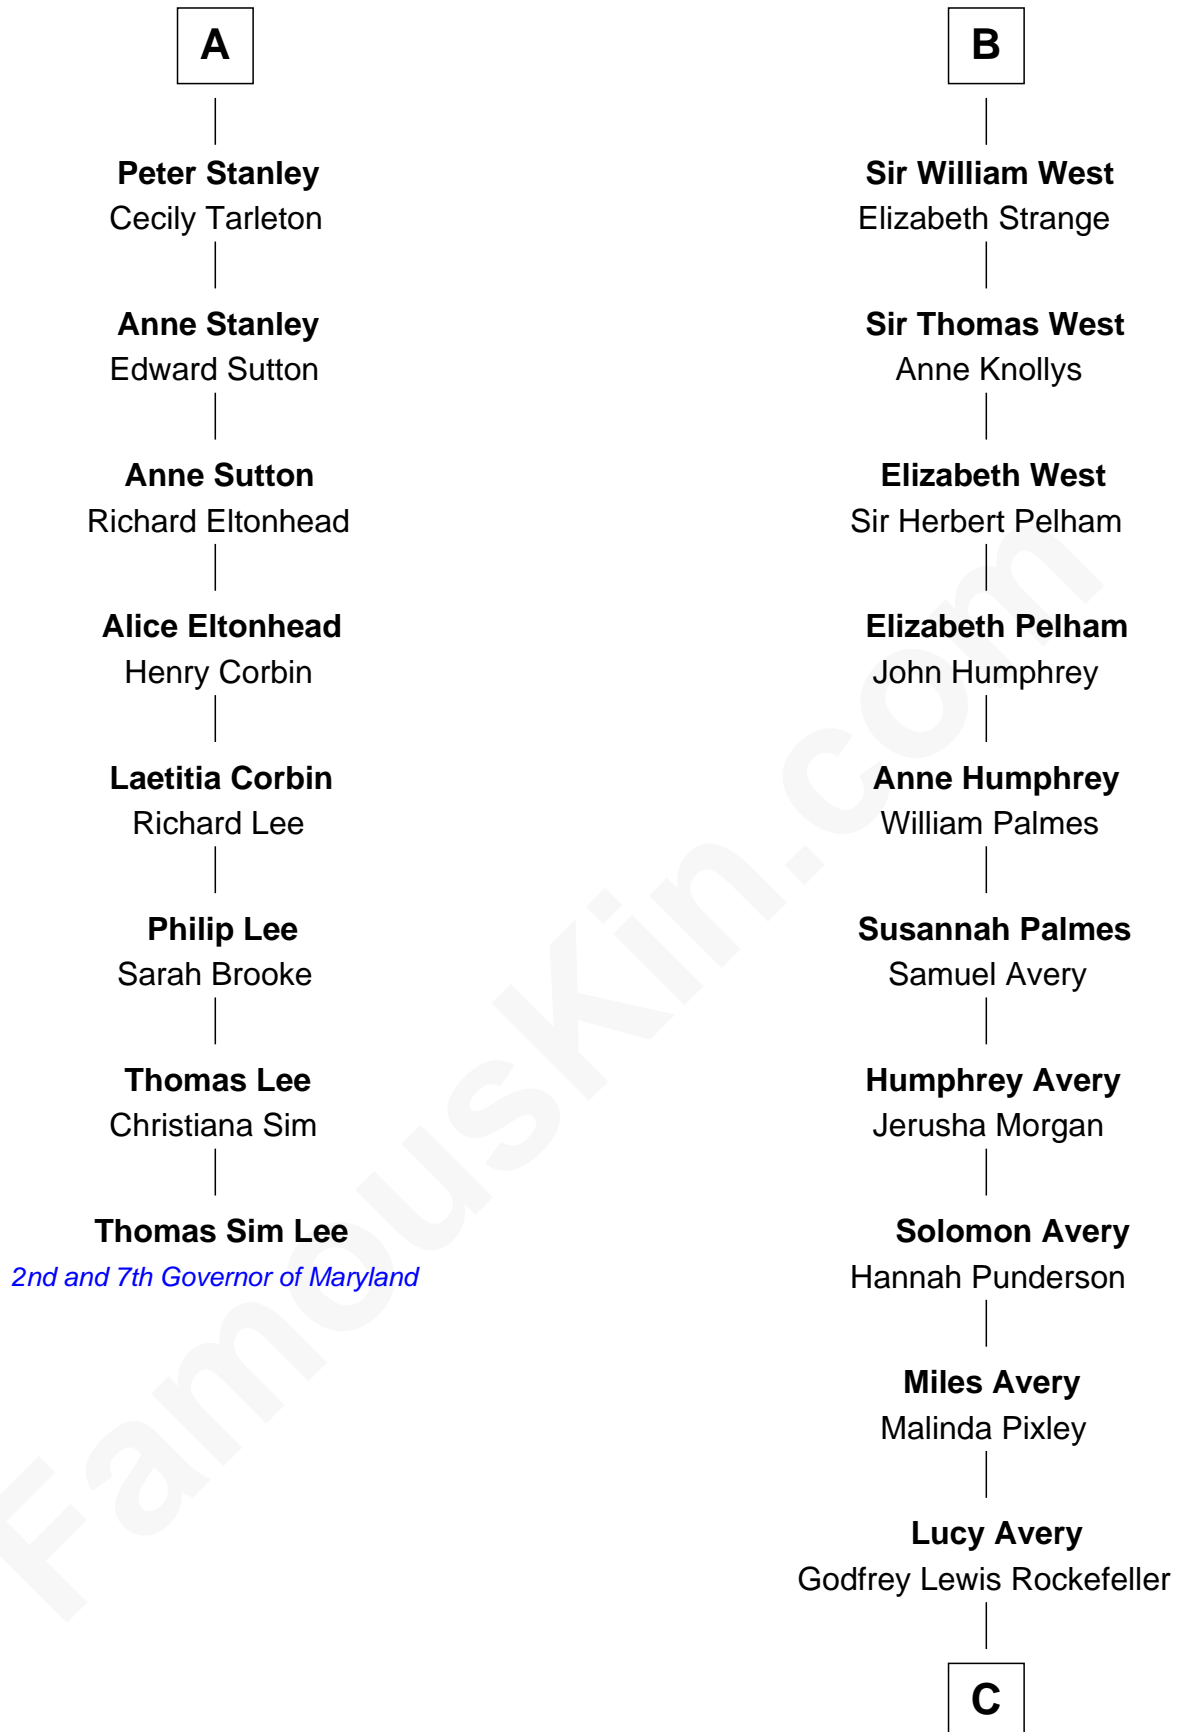 A
Peter Stanley
Cecily Tarleton
Anne Stanley
Edward Sutton
Anne Sutton
Richard Eltonhead
Alice Eltonhead
Henry Corbin
Laetitia Corbin
Richard Lee
Philip Lee
Sarah Brooke
Thomas Lee
Christiana Sim
Thomas Sim Lee
2nd and 7th Governor of Maryland
B
Sir William West
Elizabeth Strange
Sir Thomas West
Anne Knollys
Elizabeth West
Sir Herbert Pelham
Elizabeth Pelham
John Humphrey
Anne Humphrey
William Palmes
Susannah Palmes
Samuel Avery
Humphrey Avery
Jerusha Morgan
Solomon Avery
Hannah Punderson
Miles Avery
Malinda Pixley
Lucy Avery
Godfrey Lewis Rockefeller
C
FamousKin.com